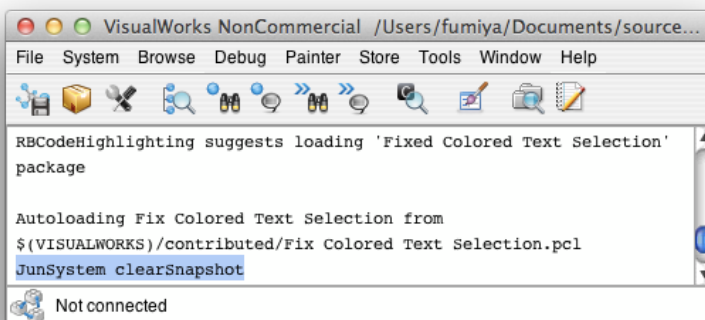 VisualWorks NonCommercial /Users/fumiya/Documents/source...
File System Browse Debug Painter Store Tools Window Help
RBCodeHighlighting suggests loading 'Fixed Colored Text Selection'
package
Autoloading Fix Colored Text Selection from
$(VISUALWORKS)/contributed/Fix Colored Text Selection.pcl
JunSystem clearSnapshot
Not connected